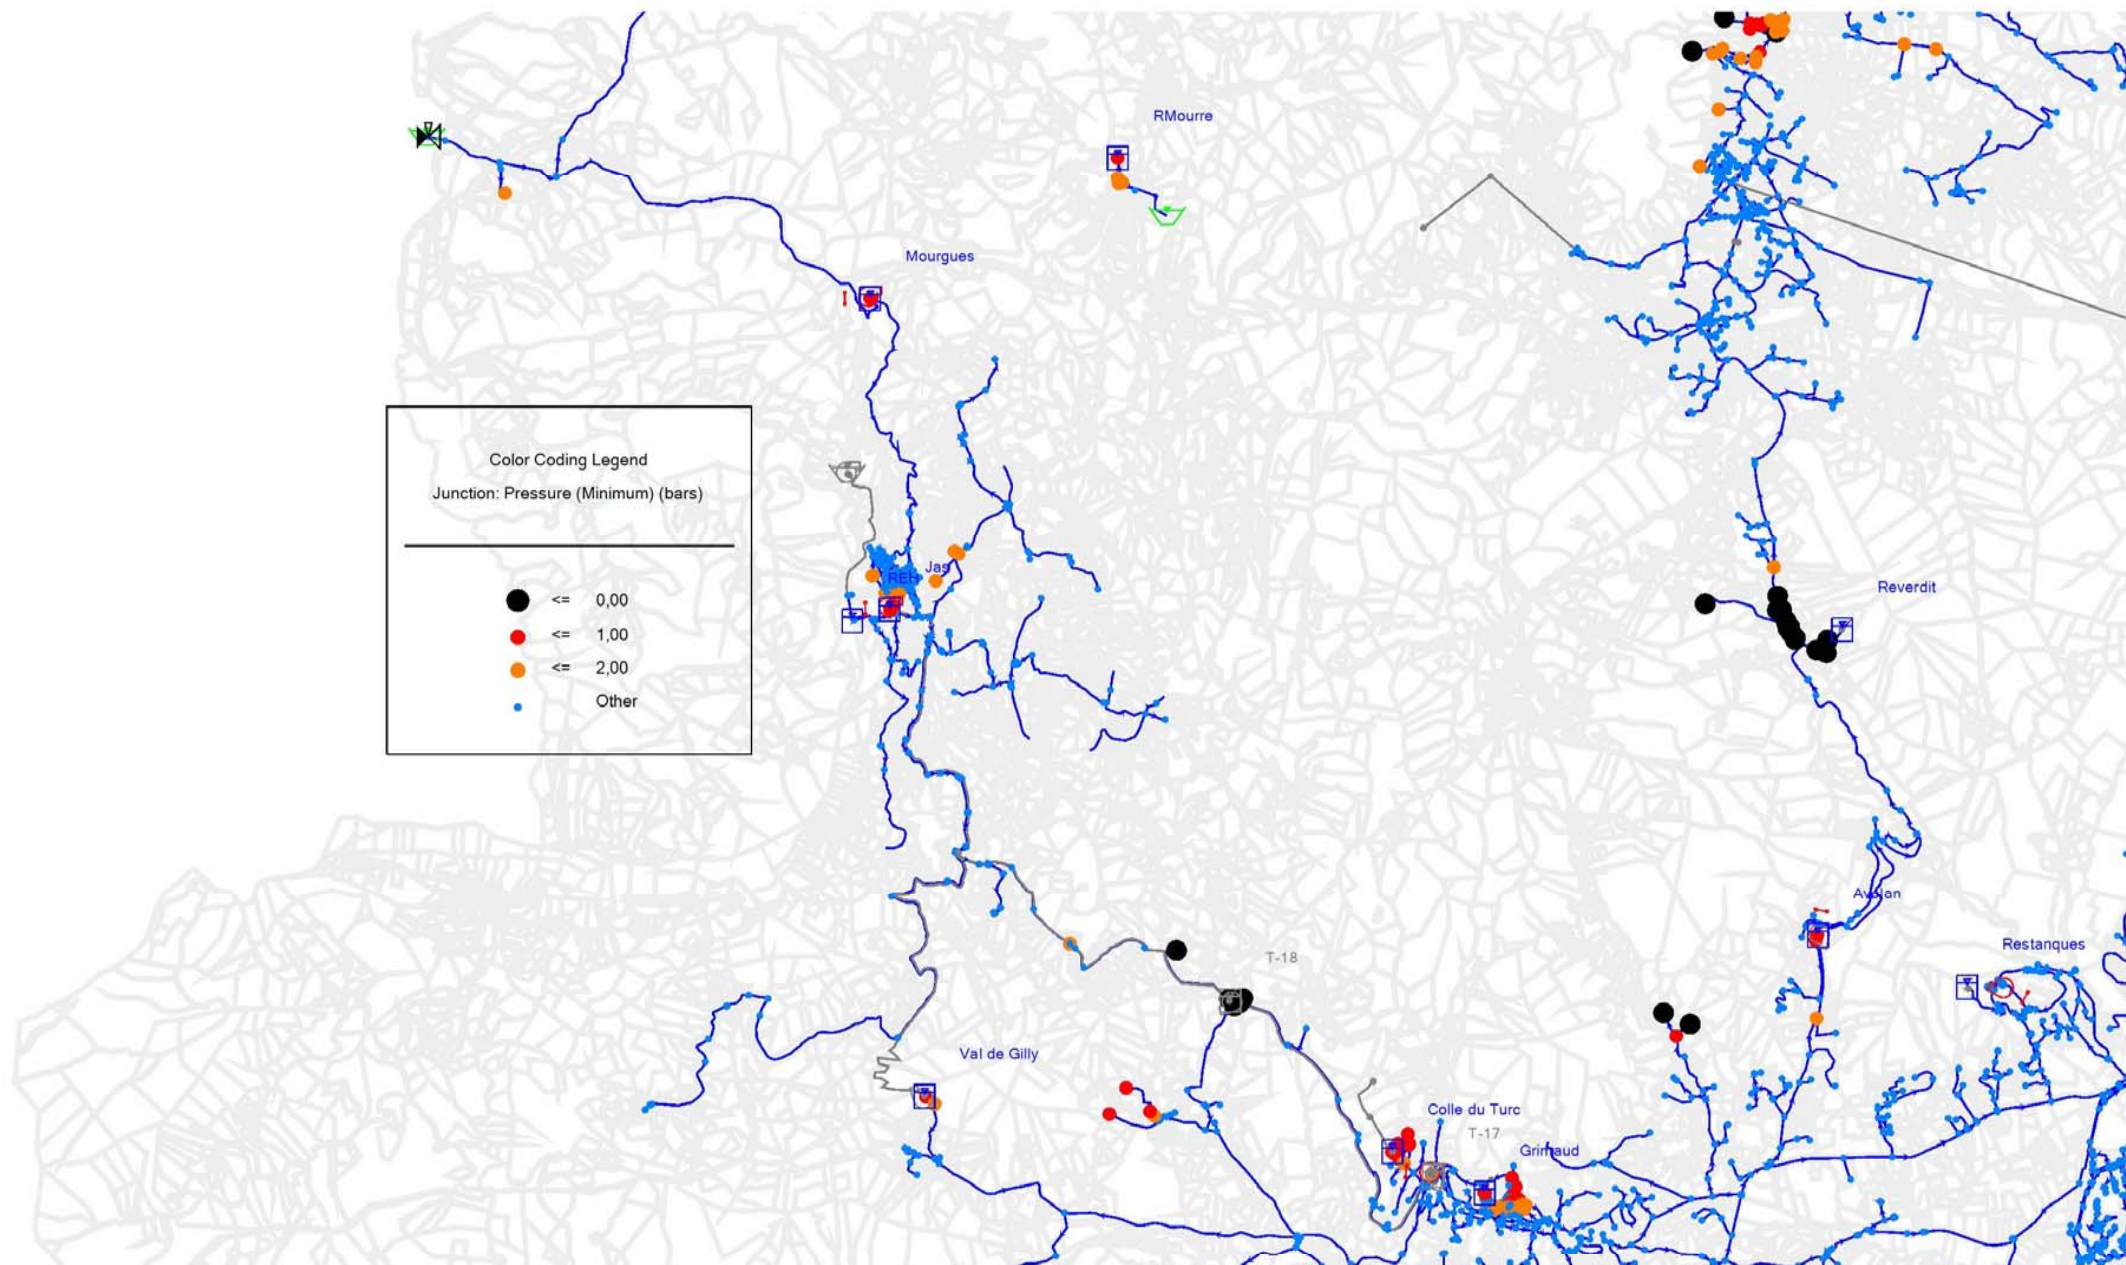 RMourre
Mourgues
Color Coding Legend
Junction: Pressure (Minimum) (bars)
<= 0,00
<= 1,00
<= 2,00
Other
Jas
Reverdit
Avelan
Restanques
T-18
Val de Gilly
Colle du Turc
T-17
Grimaud